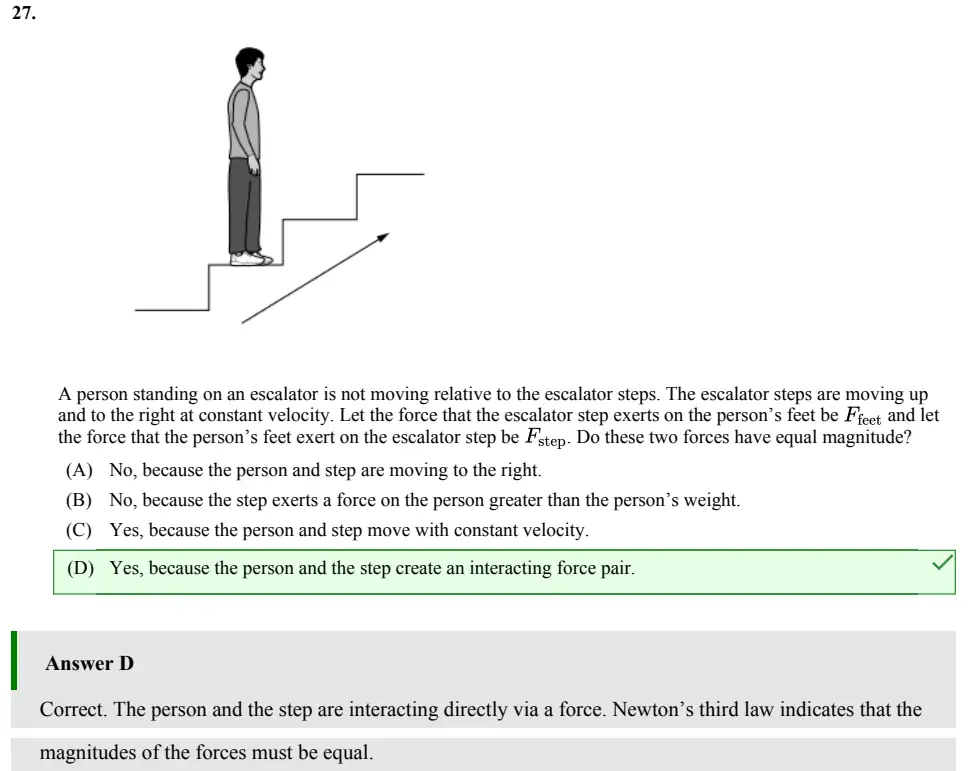 27.
A person standing on an escalator is not moving relative to the escalator steps. The escalator steps are moving up
and to the right at constant velocity. Let the force that the escalator step exerts on the person’s feet be F_feet and let
the force that the person’s feet exert on the escalator step be F_step. Do these two forces have equal magnitude?
(A) No, because the person and step are moving to the right.
(B) No, because the step exerts a force on the person greater than the person’s weight.
(C) Yes, because the person and step move with constant velocity.
(D) Yes, because the person and the step create an interacting force pair.
Answer D
Correct. The person and the step are interacting directly via a force. Newton’s third law indicates that the
magnitudes of the forces must be equal.